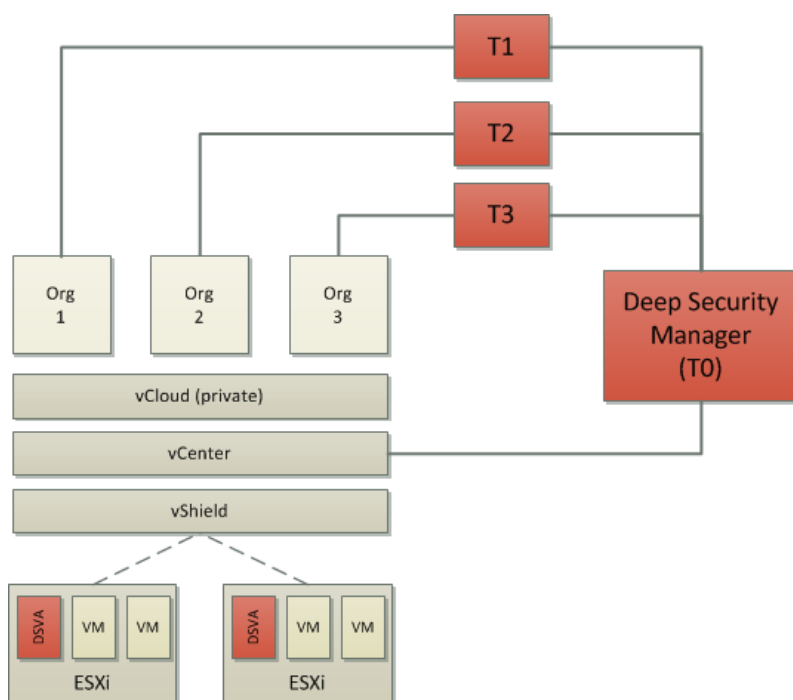 T1
T2
T3
Org
1
Org
2
Org
3
Deep Security
Manager
(T0)
vCloud (private)
vCenter
vShield
DSVA
VM
VM
ESXi
DSVA
VM
VM
ESXi